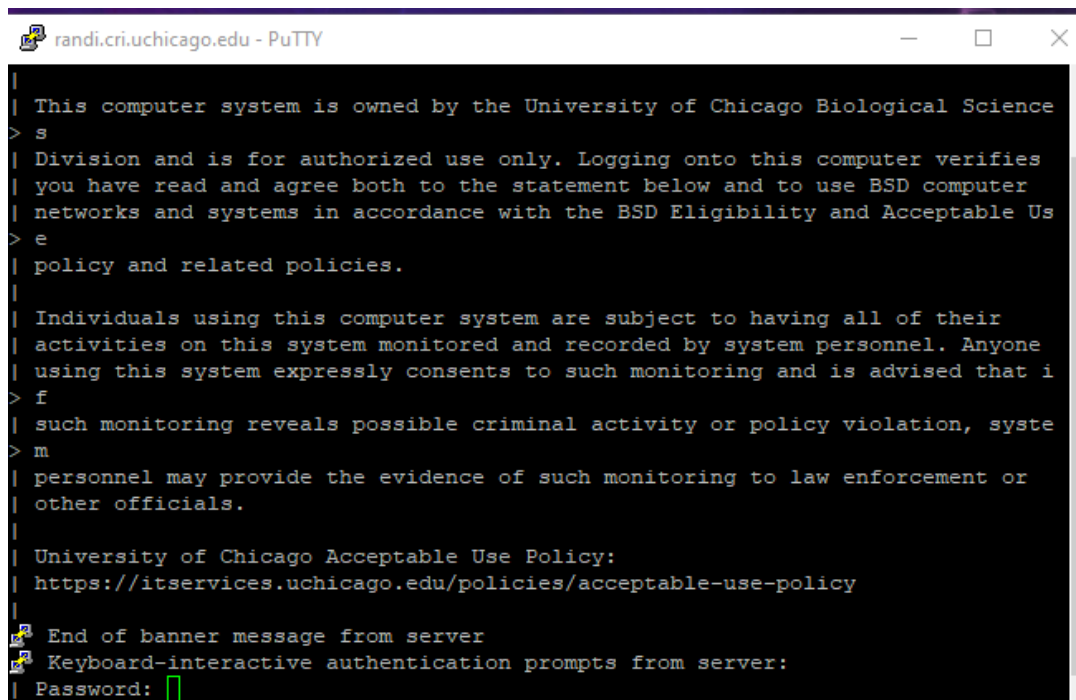 randi.cri.uchicago.edu - PuTTY
|
| This computer system is owned by the University of Chicago Biological Science
> s
| Division and is for authorized use only. Logging onto this computer verifies
| you have read and agree both to the statement below and to use BSD computer
| networks and systems in accordance with the BSD Eligibility and Acceptable Us
> e
| policy and related policies.
|
| Individuals using this computer system are subject to having all of their
| activities on this system monitored and recorded by system personnel. Anyone
| using this system expressly consents to such monitoring and is advised that i
> f
| such monitoring reveals possible criminal activity or policy violation, syste
> m
| personnel may provide the evidence of such monitoring to law enforcement or
| other officials.
|
| University of Chicago Acceptable Use Policy:
| https://itservices.uchicago.edu/policies/acceptable-use-policy
|
End of banner message from server
Keyboard-interactive authentication prompts from server:
| Password: